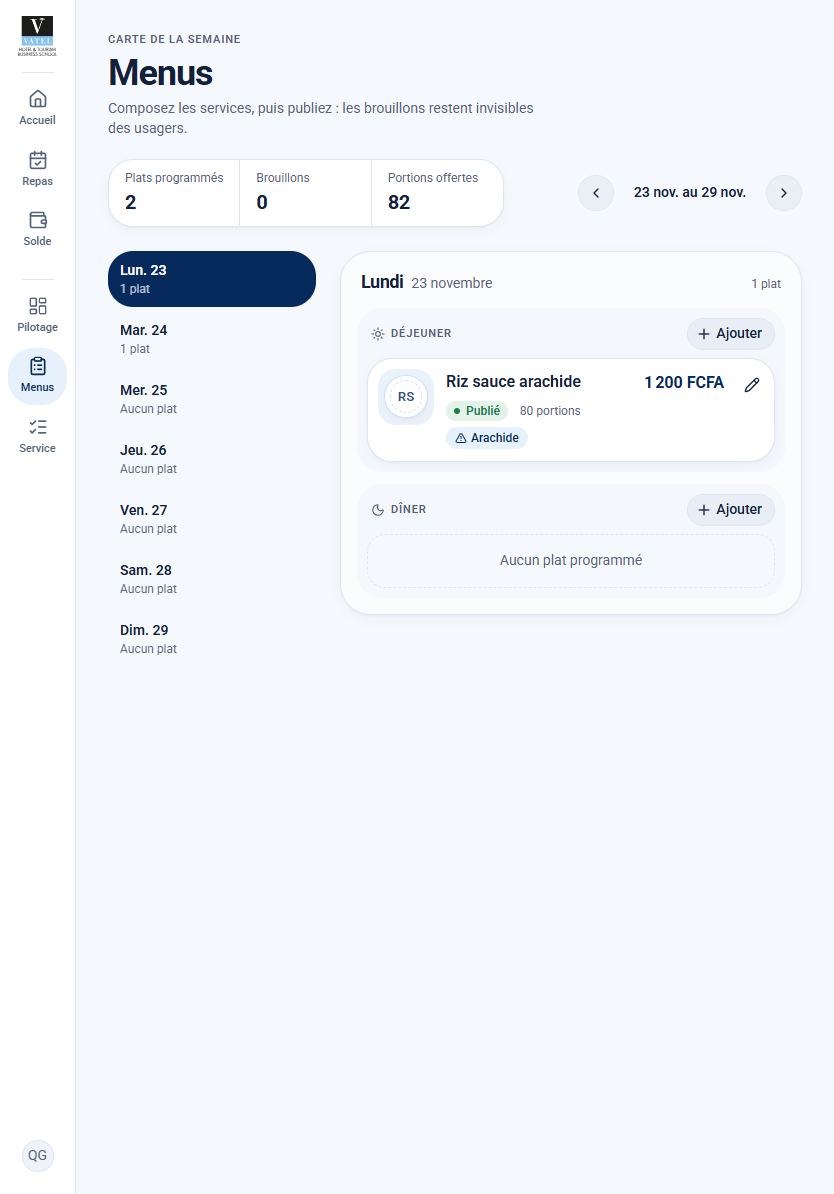 V
VATEL
HOTEL & TOURISM
BUSINESS SCHOOL
Accueil
Repas
Solde
Pilotage
Menus
Service
QG
CARTE DE LA SEMAINE
Menus
Composez les services, puis publiez : les brouillons restent invisibles
des usagers.
Plats programmés
2
Brouillons
0
Portions offertes
82
23 nov. au 29 nov.
Lun. 23
1 plat
Mar. 24
1 plat
Mer. 25
Aucun plat
Jeu. 26
Aucun plat
Ven. 27
Aucun plat
Sam. 28
Aucun plat
Dim. 29
Aucun plat
Lundi 23 novembre
1 plat
DÉJEUNER
Ajouter
RS
Riz sauce arachide
1 200 FCFA
Publié
80 portions
Arachide
DÎNER
Ajouter
Aucun plat programmé